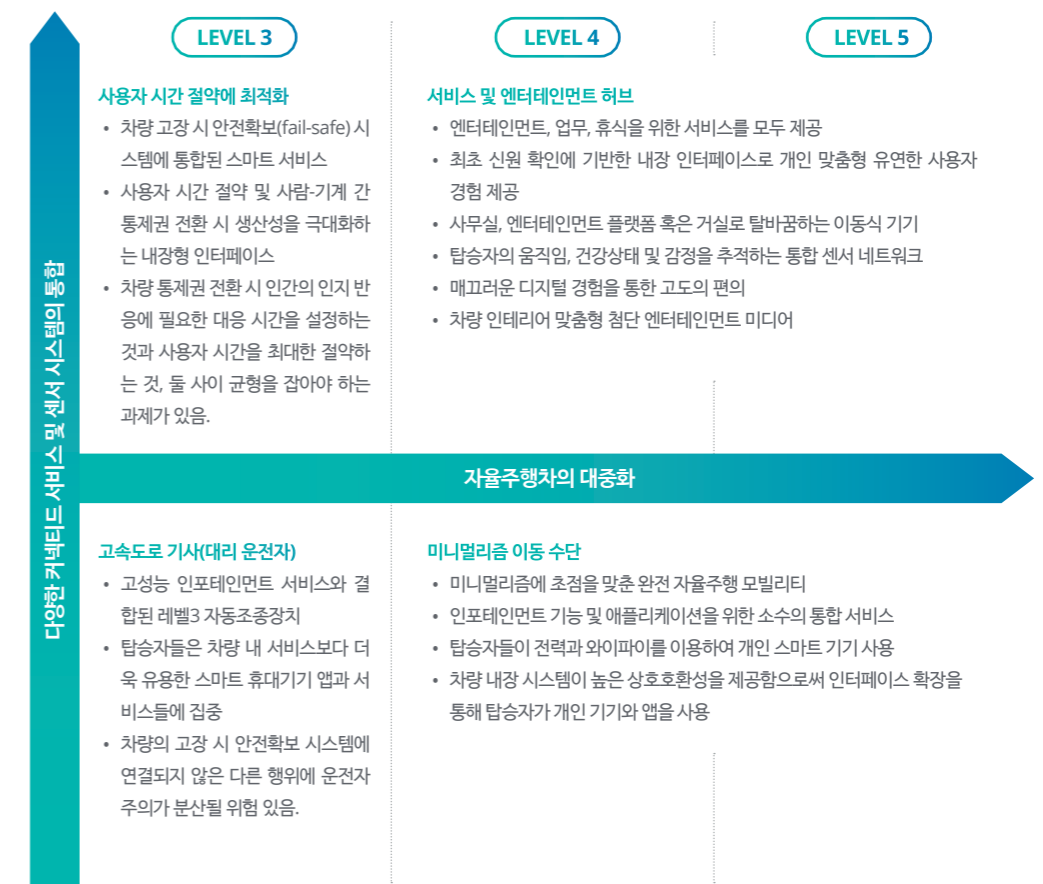 LEVEL 3
LEVEL 4
LEVEL 5
다양한 커넥티드 서비스 및 센서 시스템의 통합
사용자 시간 절약에 최적화
• 차량 고장 시 안전확보(fail-safe) 시
스템에 통합된 스마트 서비스
• 사용자 시간 절약 및 사람-기계 간
통제권 전환 시 생산성을 극대화하
는 내장형 인터페이스
• 차량 통제권 전환 시 인간의 인지 반
응에 필요한 대응 시간을 설정하는
것과 사용자 시간을 최대한 절약하
는 것, 둘 사이 균형을 잡아야 하는
과제가 있음.
서비스 및 엔터테인먼트 허브
• 엔터테인먼트, 업무, 휴식을 위한 서비스를 모두 제공
• 최초 신원 확인에 기반한 내장 인터페이스로 개인 맞춤형 유연한 사용자
경험 제공
• 사무실, 엔터테인먼트 플랫폼 혹은 거실로 탈바꿈하는 이동식 기기
• 탑승자의 움직임, 건강상태 및 감정을 추적하는 통합 센서 네트워크
• 매끄러운 디지털 경험을 통한 고도의 편의
• 차량 인테리어 맞춤형 첨단 엔터테인먼트 미디어
자율주행차의 대중화
고속도로 기사(대리 운전자)
• 고성능 인포테인먼트 서비스와 결
합된 레벨3 자동조종장치
• 탑승자들은 차량 내 서비스보다 더
욱 유용한 스마트 휴대기기 앱과 서
비스들에 집중
• 차량의 고장 시 안전확보 시스템에
연결되지 않은 다른 행위에 운전자
주의가 분산될 위험 있음.
미니멀리즘 이동 수단
• 미니멀리즘에 초점을 맞춘 완전 자율주행 모빌리티
• 인포테인먼트 기능 및 애플리케이션을 위한 소수의 통합 서비스
• 탑승자들이 전력과 와이파이를 이용하여 개인 스마트 기기 사용
• 차량 내장 시스템이 높은 상호호환성을 제공함으로써 인터페이스 확장을
통해 탑승자가 개인 기기와 앱을 사용